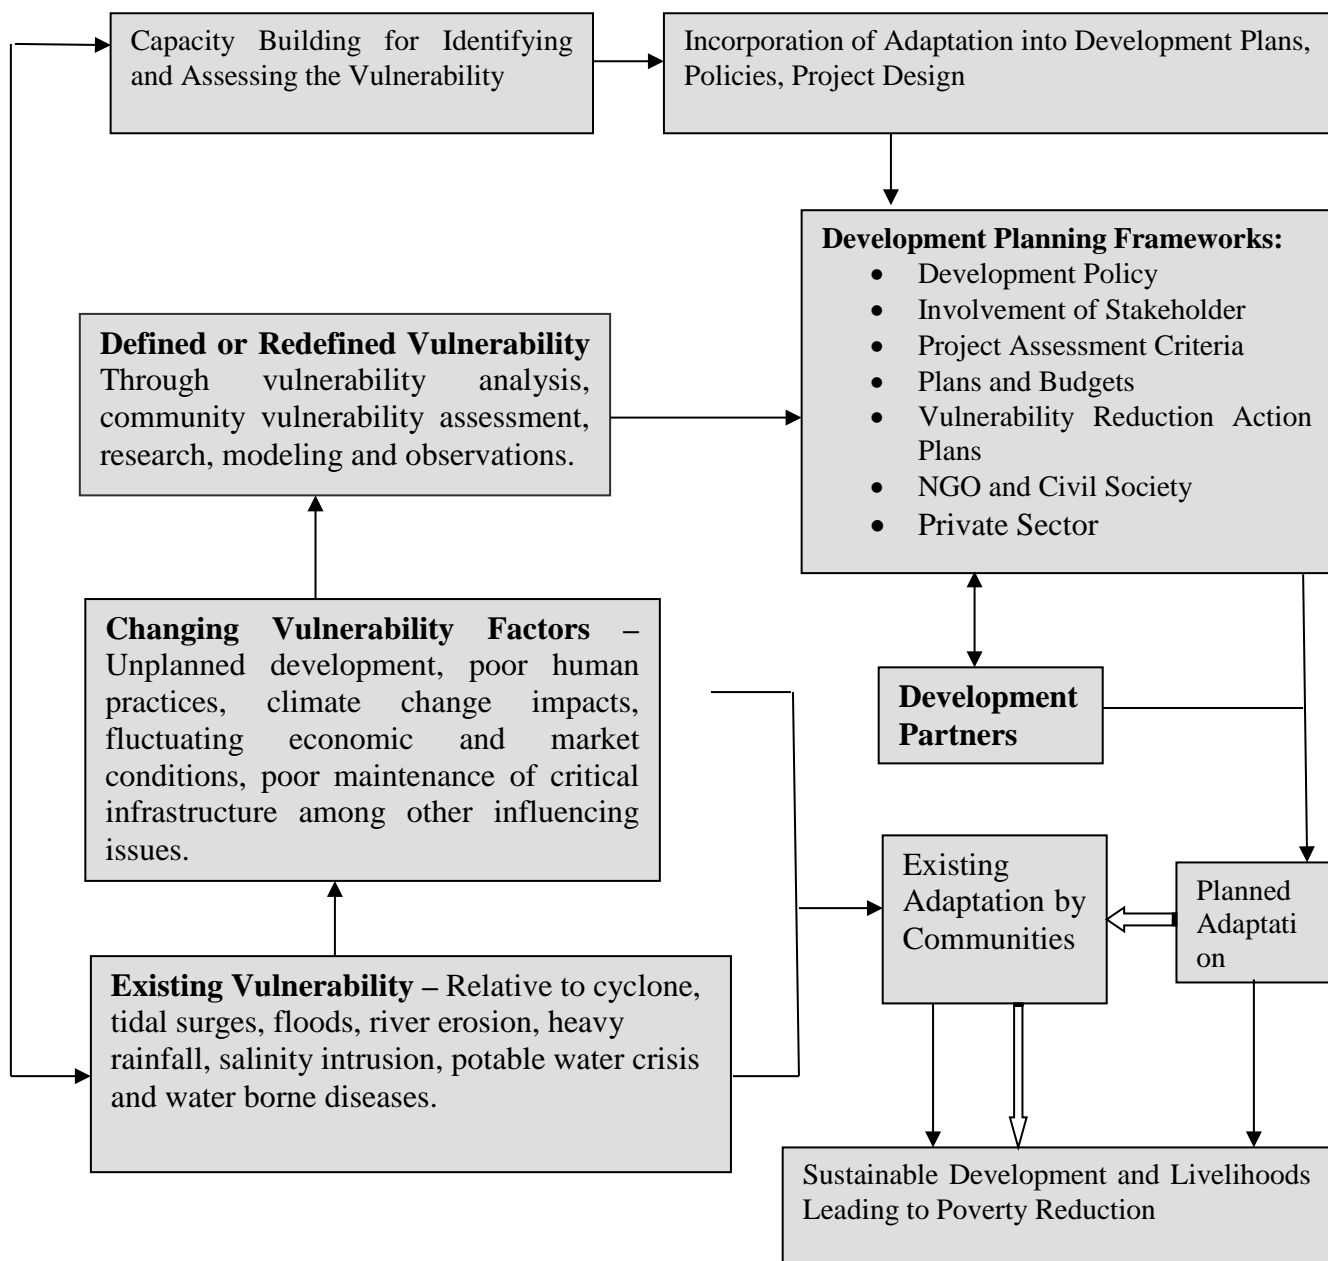 Capacity Building for Identifying
and Assessing the Vulnerability
Incorporation of Adaptation into Development Plans,
Policies, Project Design
Development Planning Frameworks:
• Development Policy
• Involvement of Stakeholder
• Project Assessment Criteria
• Plans and Budgets
• Vulnerability Reduction Action
Plans
• NGO and Civil Society
• Private Sector
Defined or Redefined Vulnerability
Through vulnerability analysis,
community vulnerability assessment,
research, modeling and observations.
Changing Vulnerability Factors –
Unplanned development, poor human
practices, climate change impacts,
fluctuating economic and market
conditions, poor maintenance of critical
infrastructure among other influencing
issues.
Development
Partners
Existing
Adaptation by
Communities
Planned
Adaptati
on
Existing Vulnerability – Relative to cyclone,
tidal surges, floods, river erosion, heavy
rainfall, salinity intrusion, potable water crisis
and water borne diseases.
Sustainable Development and Livelihoods
Leading to Poverty Reduction